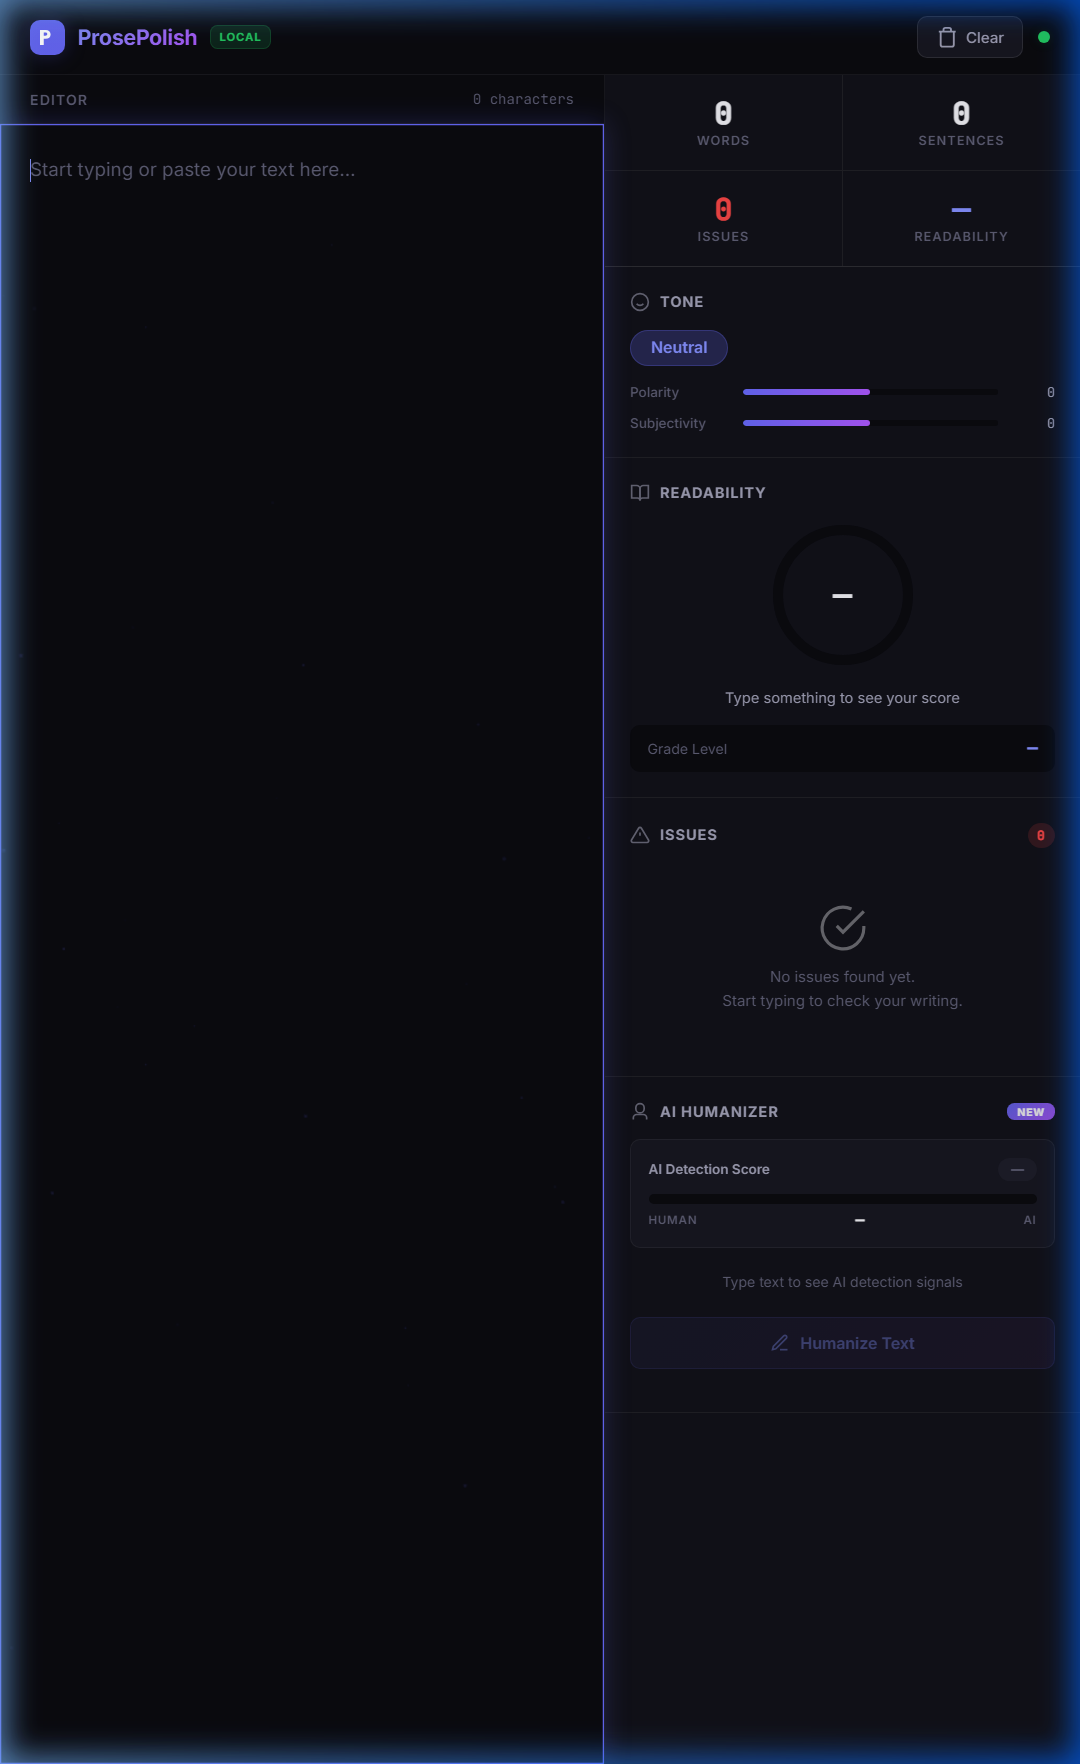 P ProsePolish LOCAL
Clear
EDITOR
0 characters
Start typing or paste your text here...
0
WORDS
0
SENTENCES
0
ISSUES
—
READABILITY
TONE
Neutral
Polarity 0
Subjectivity 0
READABILITY
—
Type something to see your score
Grade Level —
ISSUES 0
No issues found yet.
Start typing to check your writing.
AI HUMANIZER NEW
AI Detection Score —
HUMAN — AI
Type text to see AI detection signals
Humanize Text